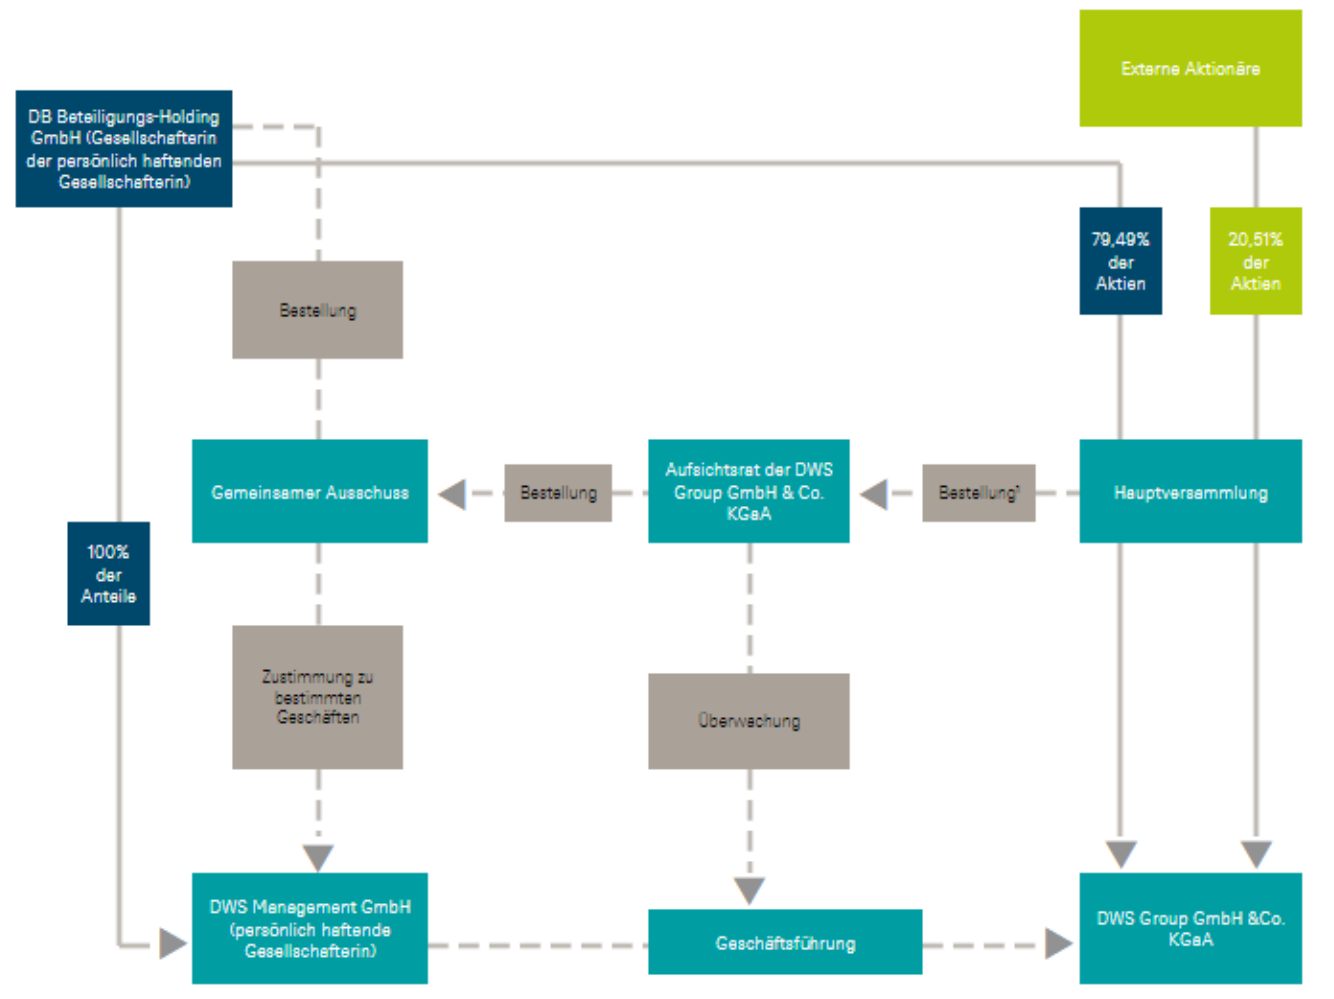 Externe Aktionäre
DB Beteiligungs-Holding
GmbH (Gesellschafterin
der persönlich haftenden
Gesellschafterin)
79,49%
der
Aktien
20,51%
der
Aktien
Bestellung
Gemeinsamer Ausschuss
Bestellung
Aufsichtsrat der DWS
Group GmbH & Co.
KGaA
Bestellung¹
Hauptversammlung
100%
der
Anteile
Zustimmung zu
bestimmten
Geschäften
Überwachung
DWS Management GmbH
(persönlich haftende
Gesellschafterin)
Geschäftsführung
DWS Group GmbH &Co.
KGaA